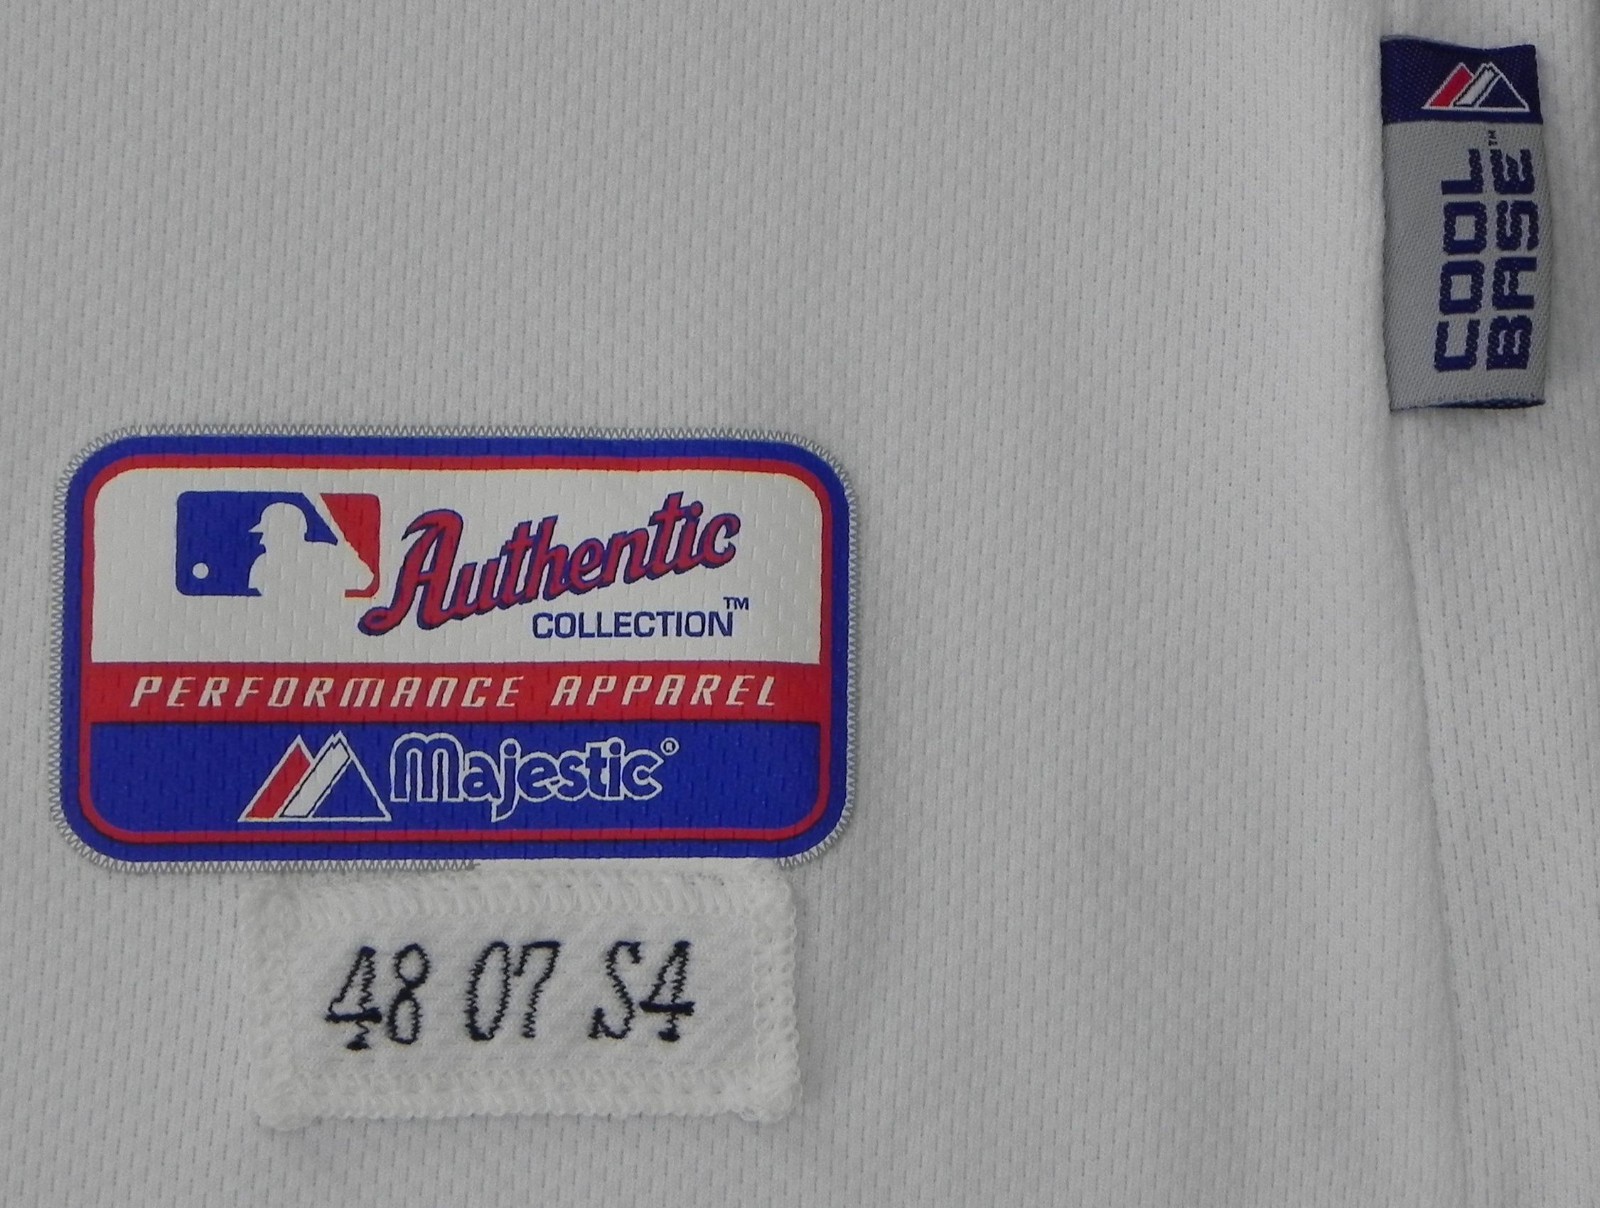 Authentic
COLLECTION™
PERFORMANCE APPAREL
Majestic®
48 07 S4
COOL
BASE™